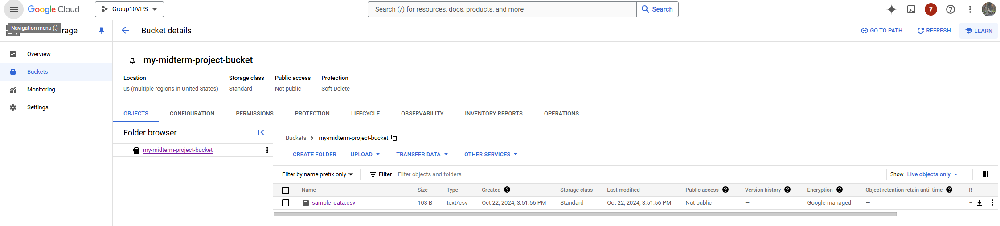 Google Cloud
Group10VPS
Search (/) for resources, docs, products, and more
Search
7
Navigation menu (.)
rage
Bucket details
GO TO PATH
REFRESH
LEARN
Overview
Buckets
Monitoring
Settings
my-midterm-project-bucket
Location Storage class Public access Protection
us (multiple regions in United States) Standard Not public Soft Delete
OBJECTS CONFIGURATION PERMISSIONS PROTECTION LIFECYCLE OBSERVABILITY INVENTORY REPORTS OPERATIONS
Folder browser
my-midterm-project-bucket
Buckets my-midterm-project-bucket
CREATE FOLDER UPLOAD TRANSFER DATA OTHER SERVICES
Filter by name prefix only Filter Filter objects and folders Show Live objects only
Name Size Type Created Storage class Last modified Public access Version history Encryption Object retention retain until time R
sample_data.csv 103 B text/csv Oct 22, 2024, 3:51:56 PM Standard Oct 22, 2024, 3:51:56 PM Not public — Google-managed — –